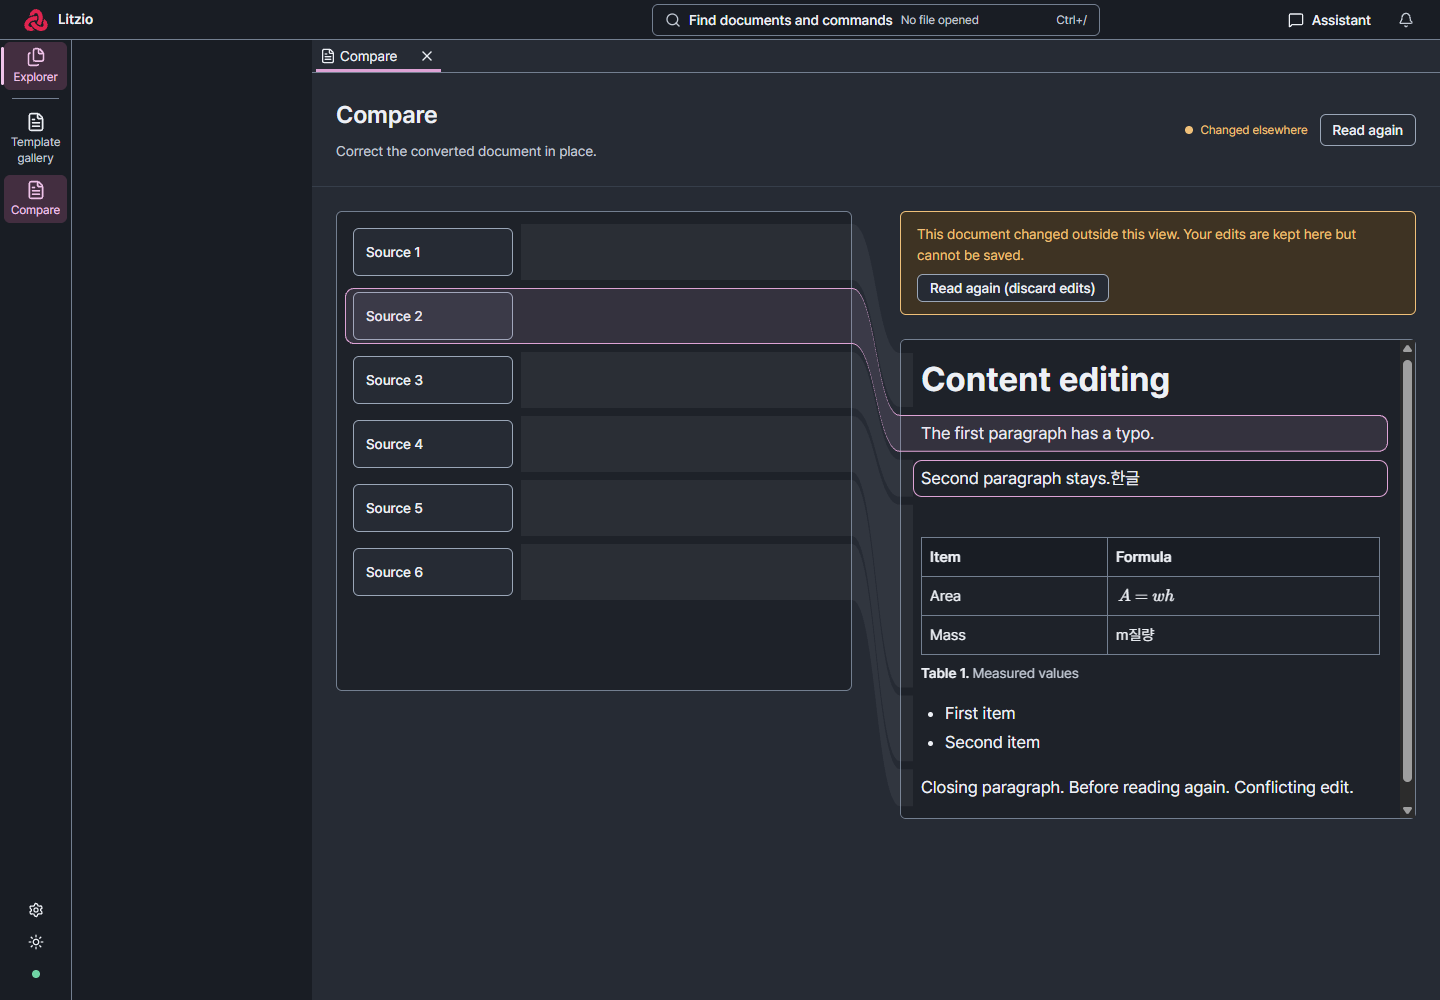 Litzio
Find documents and commands No file opened Ctrl+/
Assistant
Explorer
Template
gallery
Compare
Compare
Compare
Correct the converted document in place.
Changed elsewhere
Read again
Source 1
Source 2
Source 3
Source 4
Source 5
Source 6
This document changed outside this view. Your edits are kept here but
cannot be saved.
Read again (discard edits)
Content editing
The first paragraph has a typo.
Second paragraph stays.한글
Item Formula
Area A = wh
Mass m질량
Table 1. Measured values
• First item
• Second item
Closing paragraph. Before reading again. Conflicting edit.